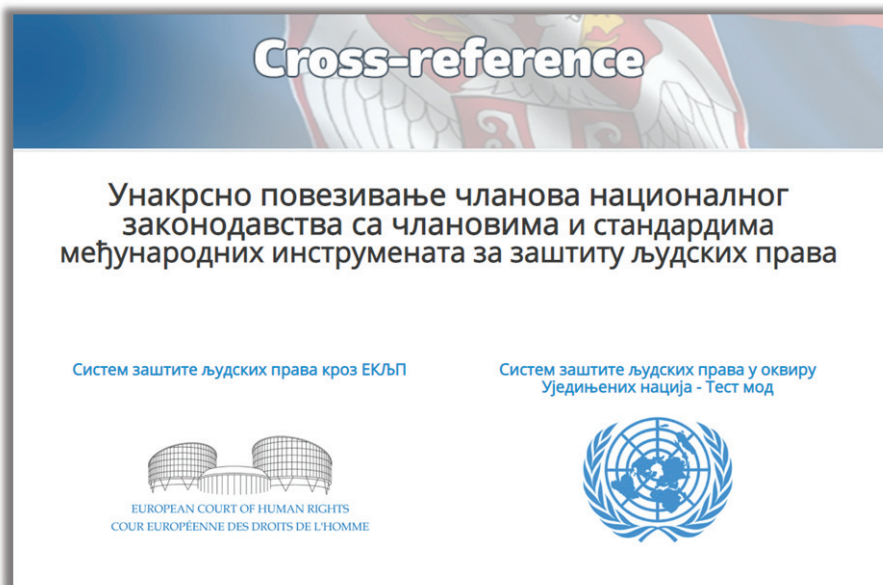 Cross-reference
Унакрсно повезивање чланова националног
законодавства са члановима и стандардима
међународних инструмената за заштиту људских права
Систем заштите људских права кроз ЕКЉП
Систем заштите људских права у оквиру
Уједињених нација - Тест мод
EUROPEAN COURT OF HUMAN RIGHTS
COUR EUROPÉENNE DES DROITS DE L'HOMME